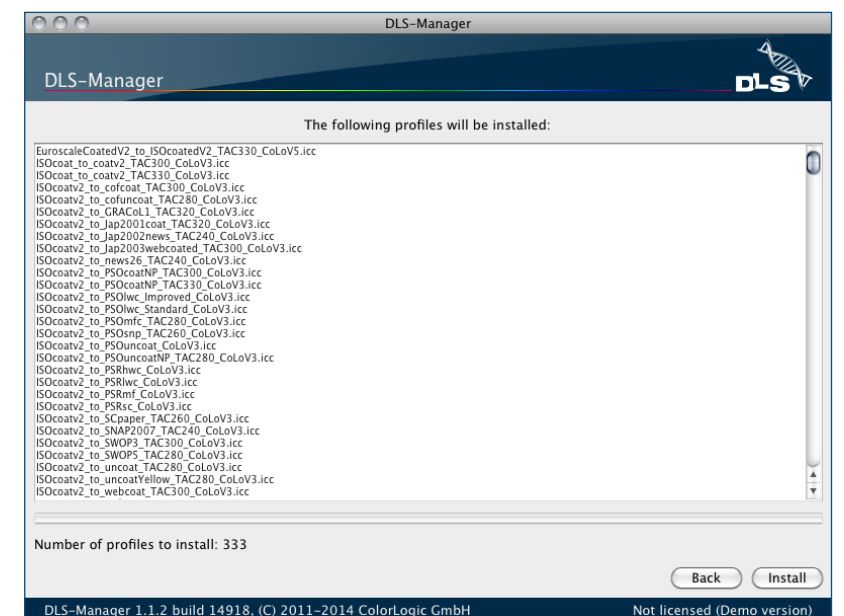 DLS-Manager
DLS-Manager
DLS
The following profiles will be installed:
EuroscaleCoatedV2_to_ISOcoatedV2_TAC330_CoLoV5.icc
ISOcoat_to_coatv2_TAC300_CoLoV3.icc
ISOcoat_to_coatv2_TAC330_CoLoV3.icc
ISOcoatv2_to_cofcoat_TAC300_CoLoV3.icc
ISOcoatv2_to_cofuncoat_TAC280_CoLoV3.icc
ISOcoatv2_to_GRACoL1_TAC320_CoLoV3.icc
ISOcoatv2_to_Jap2001coat_TAC320_CoLoV3.icc
ISOcoatv2_to_Jap2002news_TAC240_CoLoV3.icc
ISOcoatv2_to_Jap2003webcoated_TAC300_CoLoV3.icc
ISOcoatv2_to_news26_TAC240_CoLoV3.icc
ISOcoatv2_to_PSOcoatNP_TAC300_CoLoV3.icc
ISOcoatv2_to_PSOcoatNP_TAC330_CoLoV3.icc
ISOcoatv2_to_PSOlwc_Improved_CoLoV3.icc
ISOcoatv2_to_PSOlwc_Standard_CoLoV3.icc
ISOcoatv2_to_PSOmfc_TAC280_CoLoV3.icc
ISOcoatv2_to_PSOsnp_TAC260_CoLoV3.icc
ISOcoatv2_to_PSOuncoat_CoLoV3.icc
ISOcoatv2_to_PSOuncoatNP_TAC280_CoLoV3.icc
ISOcoatv2_to_PSRhwc_CoLoV3.icc
ISOcoatv2_to_PSRlwc_CoLoV3.icc
ISOcoatv2_to_PSRmf_CoLoV3.icc
ISOcoatv2_to_PSRsc_CoLoV3.icc
ISOcoatv2_to_SCpaper_TAC260_CoLoV3.icc
ISOcoatv2_to_SNAP2007_TAC240_CoLoV3.icc
ISOcoatv2_to_SWOP3_TAC300_CoLoV3.icc
ISOcoatv2_to_SWOP5_TAC280_CoLoV3.icc
ISOcoatv2_to_uncoat_TAC280_CoLoV3.icc
ISOcoatv2_to_uncoatYellow_TAC280_CoLoV3.icc
ISOcoatv2_to_webcoat_TAC300_CoLoV3.icc
Number of profiles to install: 333
Back Install
DLS-Manager 1.1.2 build 14918, (C) 2011-2014 ColorLogic GmbH Not licensed (Demo version)